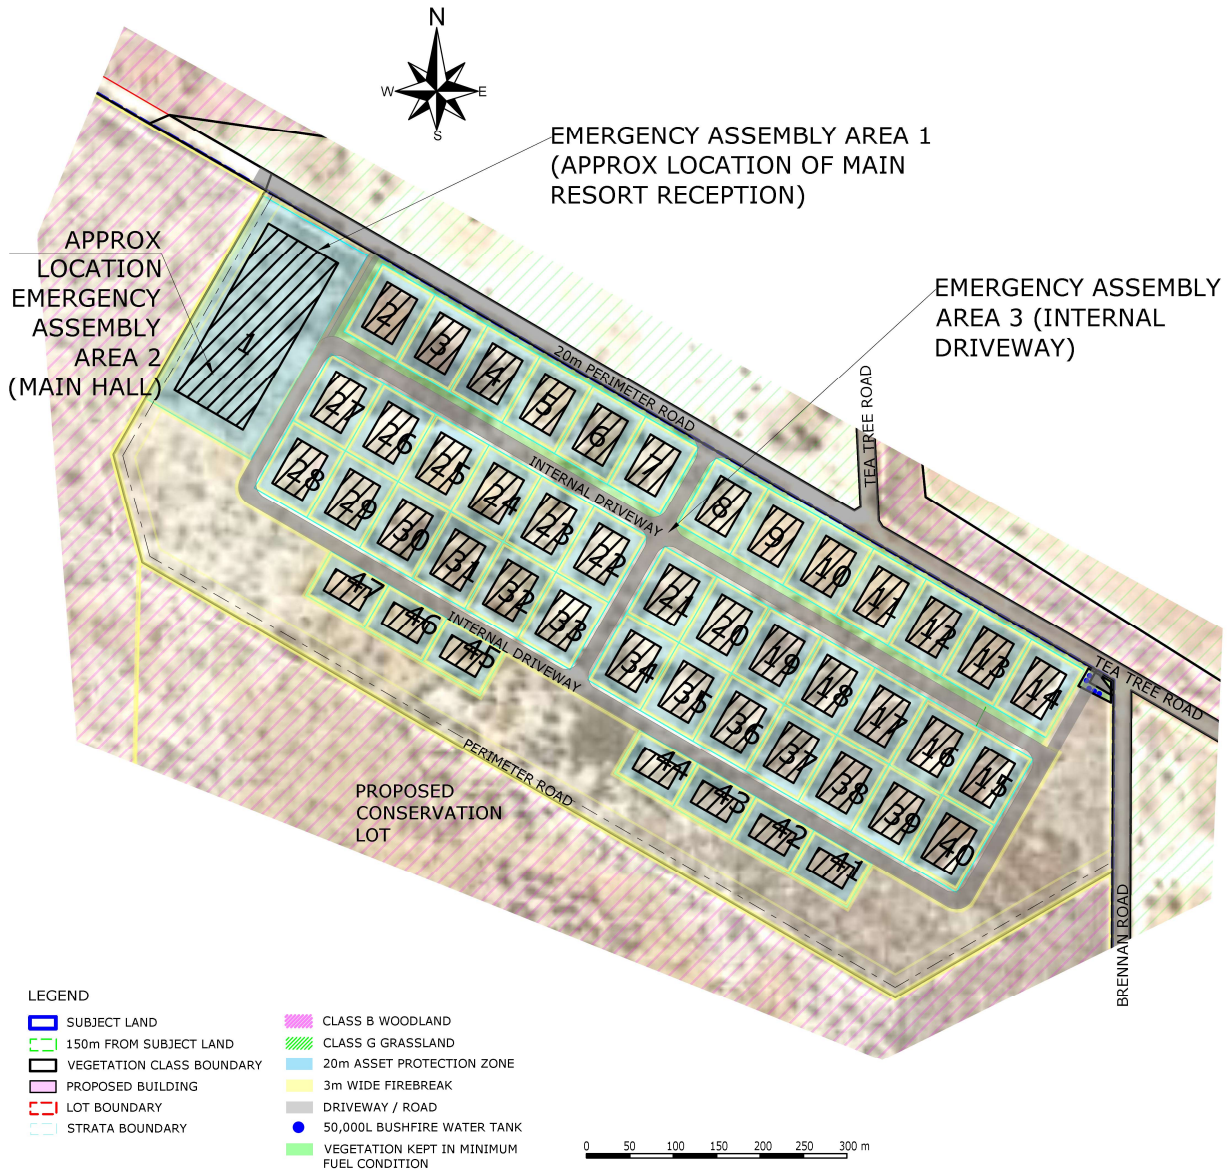 N
W
E
S
EMERGENCY ASSEMBLY AREA 1
(APPROX LOCATION OF MAIN
RESORT RECEPTION)
APPROX
LOCATION
EMERGENCY
ASSEMBLY
AREA 2
(MAIN HALL)
EMERGENCY ASSEMBLY
AREA 3 (INTERNAL
DRIVEWAY)
20m PERIMETER ROAD
TEA TREE ROAD
INTERNAL DRIVEWAY
INTERNAL DRIVEWAY
TEA TREE ROAD
PERIMETER ROAD
BRENNAN ROAD
PROPOSED
CONSERVATION
LOT
1
2
3
4
5
6
7
8
9
10
11
12
13
14
27
26
25
24
23
22
21
20
19
18
17
16
15
28
29
30
31
32
33
34
35
36
37
38
39
40
47
46
45
44
43
42
41
LEGEND
SUBJECT LAND
150m FROM SUBJECT LAND
VEGETATION CLASS BOUNDARY
PROPOSED BUILDING
LOT BOUNDARY
STRATA BOUNDARY
CLASS B WOODLAND
CLASS G GRASSLAND
20m ASSET PROTECTION ZONE
3m WIDE FIREBREAK
DRIVEWAY / ROAD
50,000L BUSHFIRE WATER TANK
VEGETATION KEPT IN MINIMUM
FUEL CONDITION
0 50 100 150 200 250 300 m